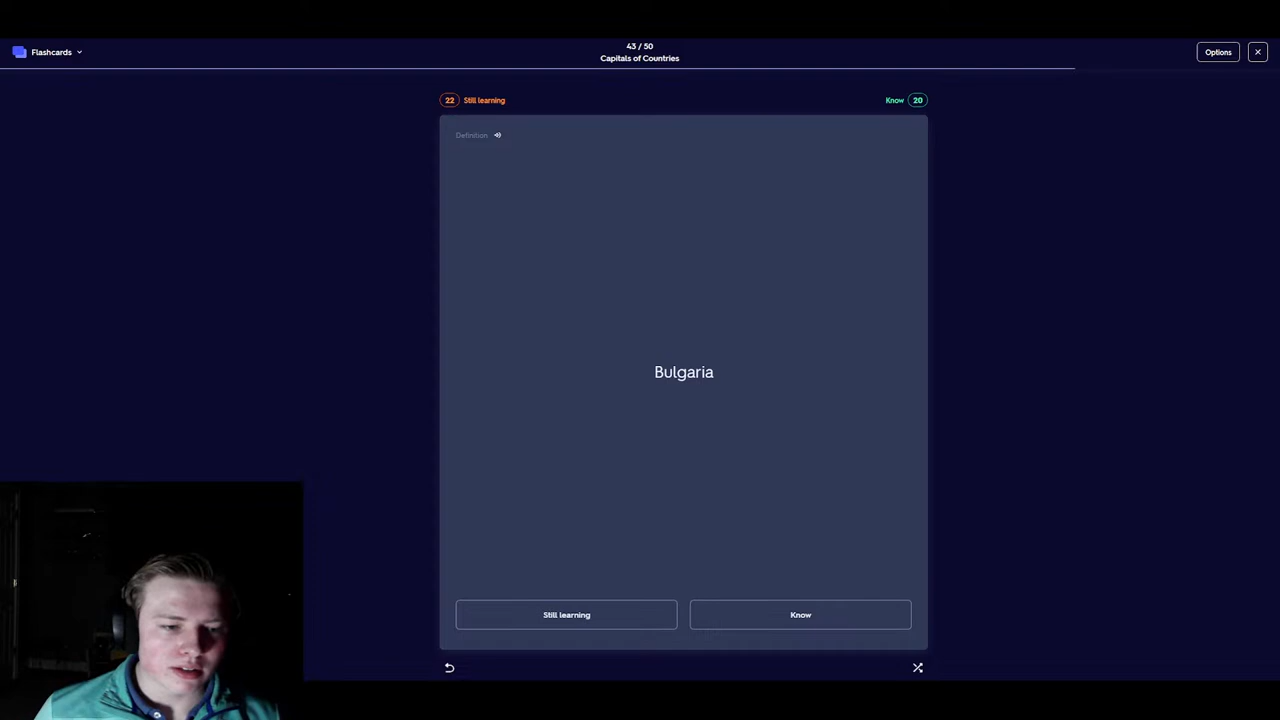 Flashcards
43 / 50
Capitals of Countries
Options
22 Still learning
Know 20
Definition
Bulgaria
Still learning
Know